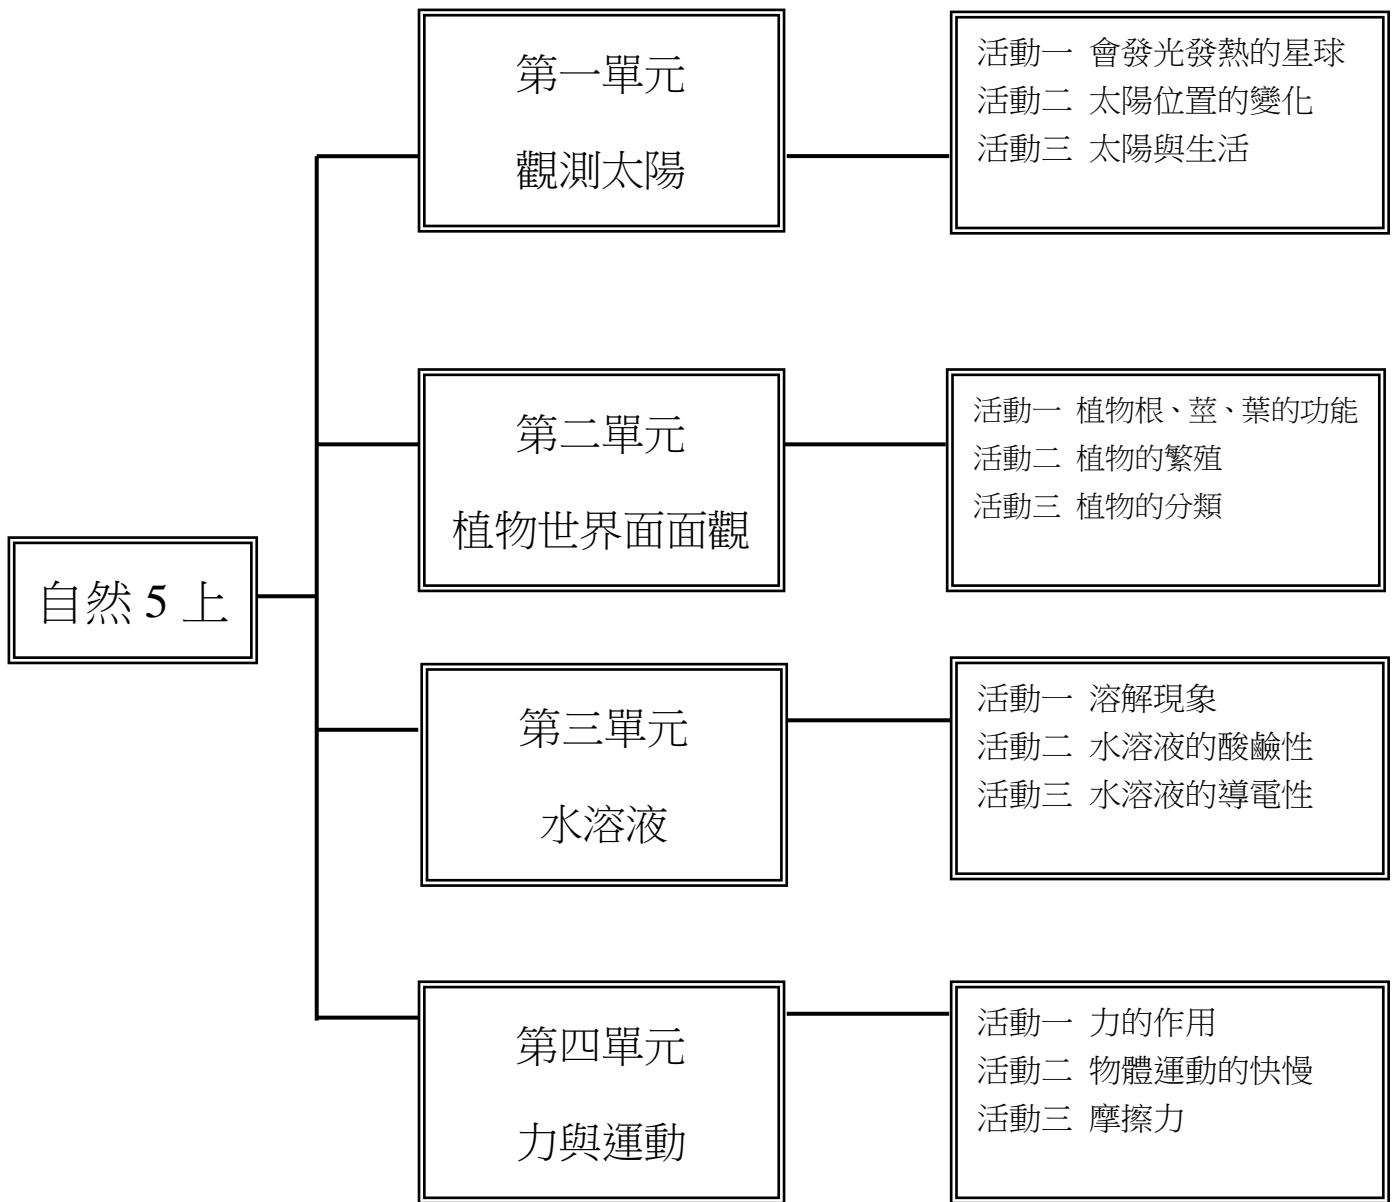 自然 5 上
第一單元
觀測太陽
活動一 會發光發熱的星球
活動二 太陽位置的變化
活動三 太陽與生活
第二單元
植物世界面面觀
活動一 植物根、莖、葉的功能
活動二 植物的繁殖
活動三 植物的分類
第三單元
水溶液
活動一 溶解現象
活動二 水溶液的酸鹼性
活動三 水溶液的導電性
第四單元
力與運動
活動一 力的作用
活動二 物體運動的快慢
活動三 摩擦力